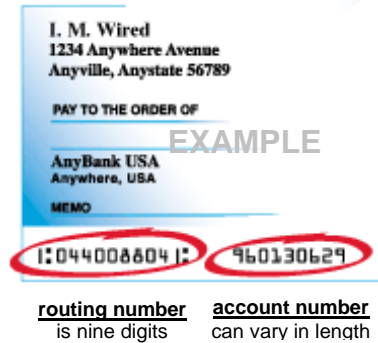 I. M. Wired
1234 Anywhere Avenue
Anyville, Anystate 56789
PAY TO THE ORDER OF
EXAMPLE
AnyBank USA
Anywhere, USA
MEMO
⑆044008804⑆ 960130629
routing number account number
is nine digits can vary in length